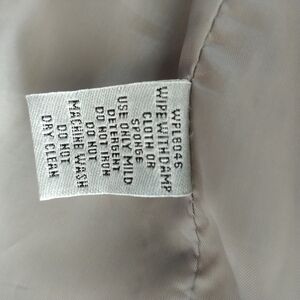 WPL8046
WIPE WITH DAMP
CLOTH OR
SPONGE
USE ONLY MILD
DETERGENT
DO NOT IRON
DO NOT
MACHINE WASH
DO NOT
DRY CLEAN